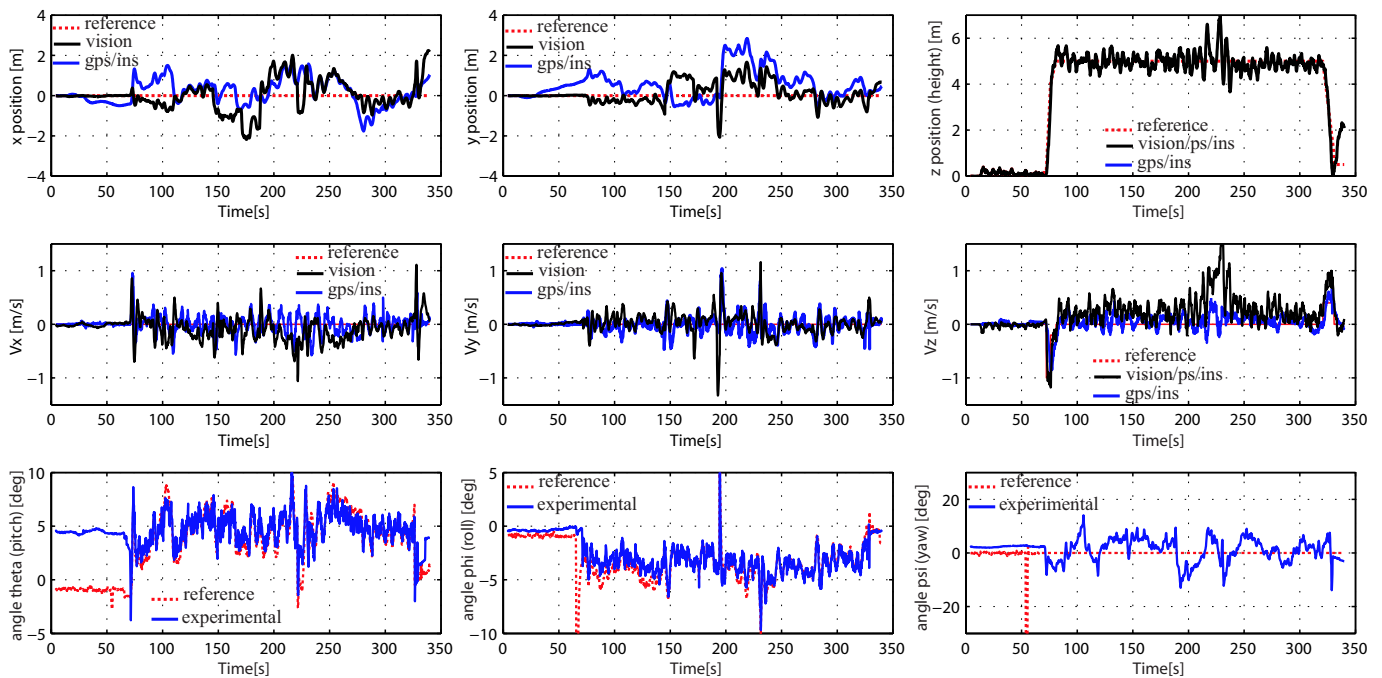 x position [m]
4
2
0
−2
−4
reference
vision
gps/ins
0 50 100 150 200 250 300 350
Time[s]
y position [m]
4
2
0
−2
−4
reference
vision
gps/ins
0 50 100 150 200 250 300 350
Time[s]
z position (height) [m]
6
4
2
0
reference
vision/ps/ins
gps/ins
0 50 100 150 200 250 300 350
Time[s]
Vx [m/s]
1
0
−1
reference
vision
gps/ins
0 50 100 150 200 250 300 350
Time[s]
Vy [m/s]
1
0
−1
reference
vision
gps/ins
0 50 100 150 200 250 300 350
Time[s]
Vz [m/s]
1
0
−1
reference
vision/ps/ins
gps/ins
0 50 100 150 200 250 300 350
Time[s]
angle theta (pitch) [deg]
10
5
0
−5
reference
experimental
0 50 100 150 200 250 300 350
Time[s]
angle phi (roll) [deg]
5
0
−5
−10
reference
experimental
0 50 100 150 200 250 300 350
Time[s]
angle psi (yaw) [deg]
20
0
−20
reference
experimental
0 50 100 150 200 250 300 350
Time[s]